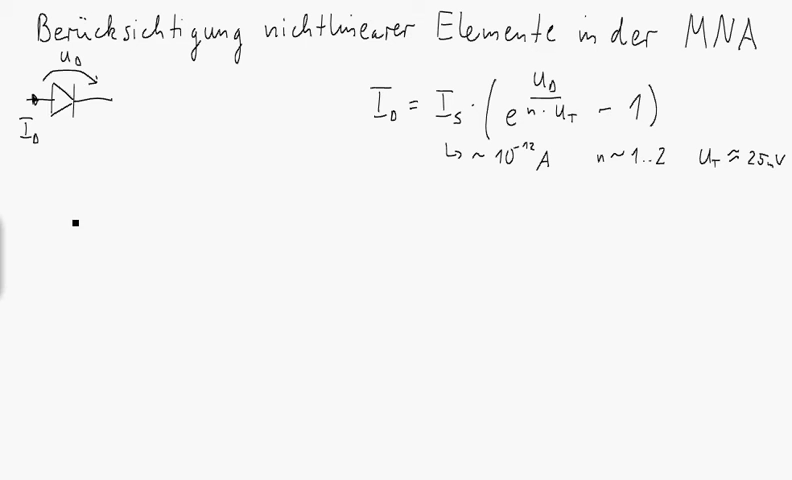 Berücksichtigung nichtlinearer Elemente in der MNA
U_D
I_D
I_D = I_S · (e^(U_D / (n · U_T)) - 1)
↳ ~ 10^-12 A n ~ 1..2 U_T ≈ 25mV